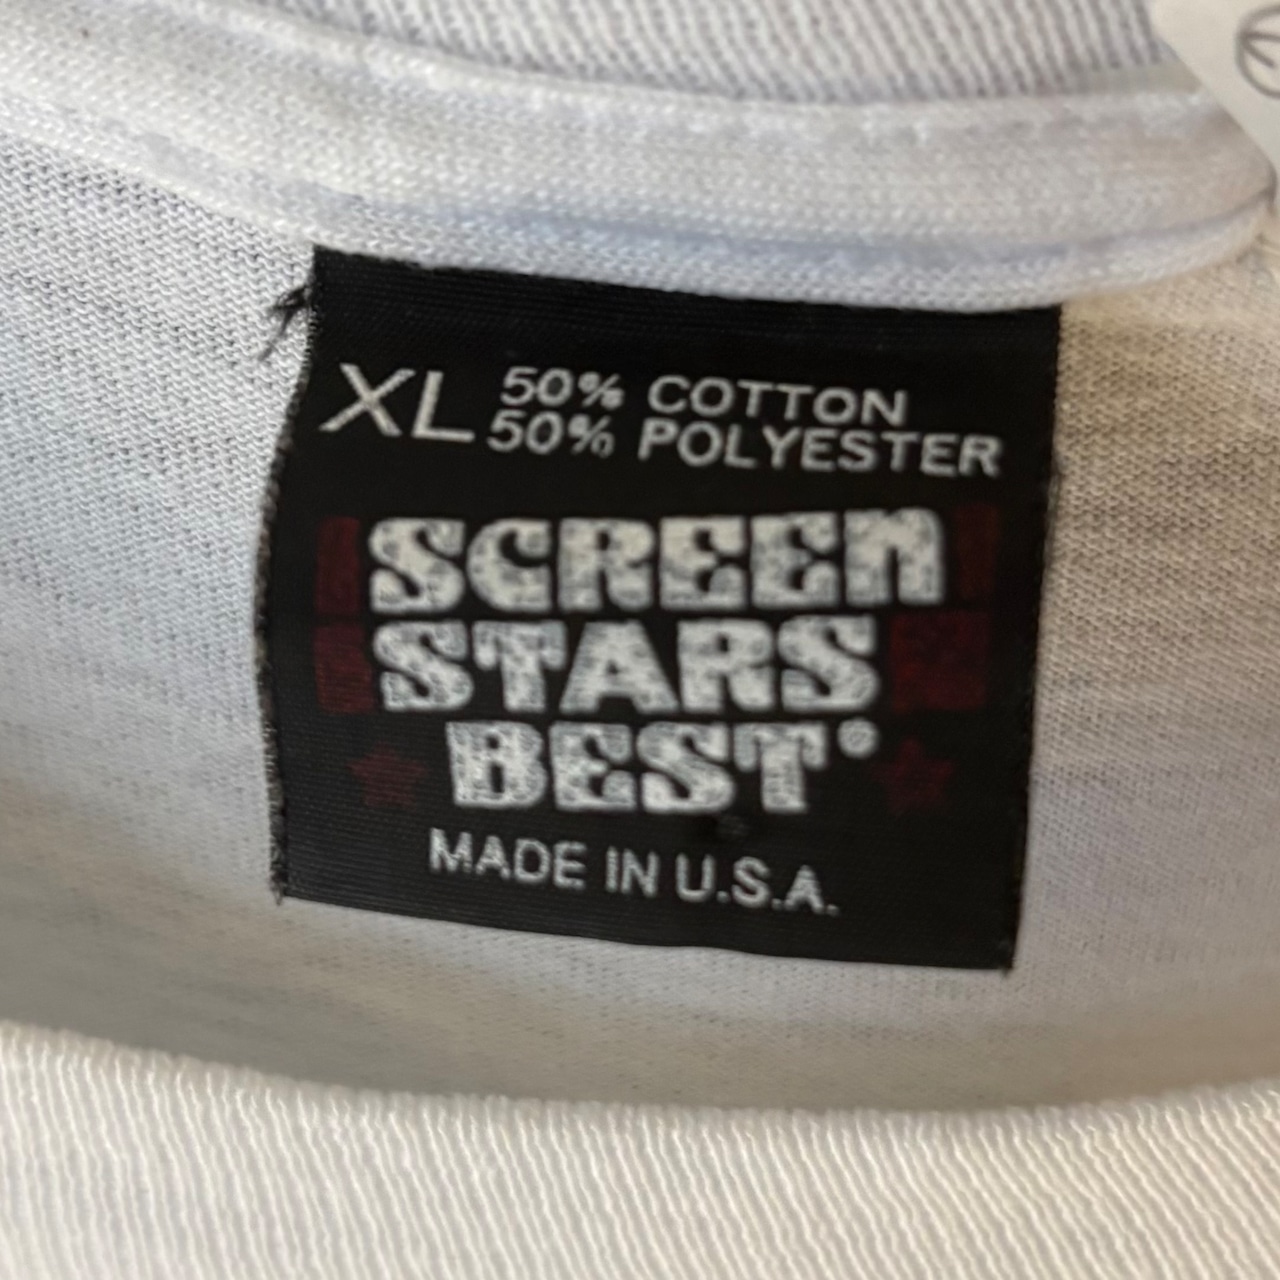 XL 50% COTTON
50% POLYESTER
SCREEN
STARS
BEST®
MADE IN U.S.A.